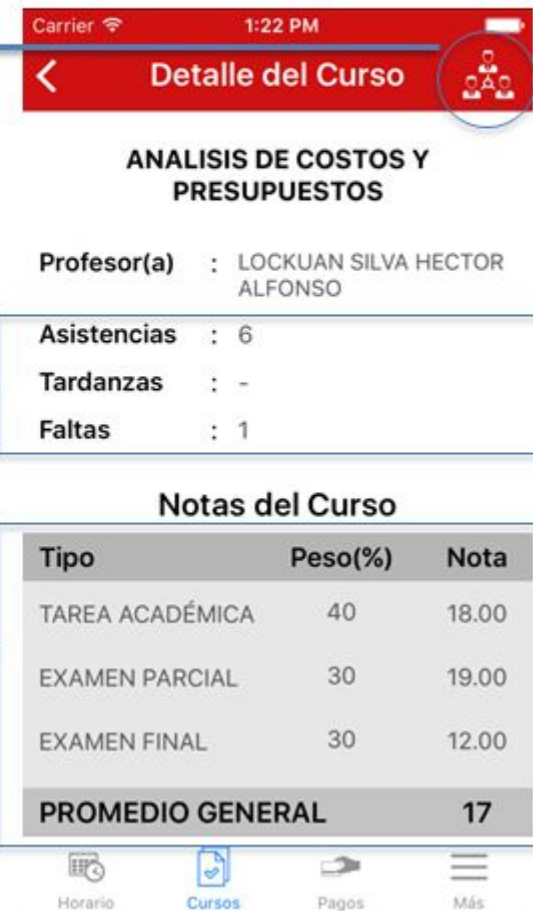 Carrier 1:22 PM
Detalle del Curso
ANALISIS DE COSTOS Y
PRESUPUESTOS
Profesor(a) : LOCKUAN SILVA HECTOR
ALFONSO
Asistencias : 6
Tardanzas : -
Faltas : 1
Notas del Curso
Tipo Peso(%) Nota
TAREA ACADÉMICA 40 18.00
EXAMEN PARCIAL 30 19.00
EXAMEN FINAL 30 12.00
PROMEDIO GENERAL 17
Horario Cursos Pagos Más